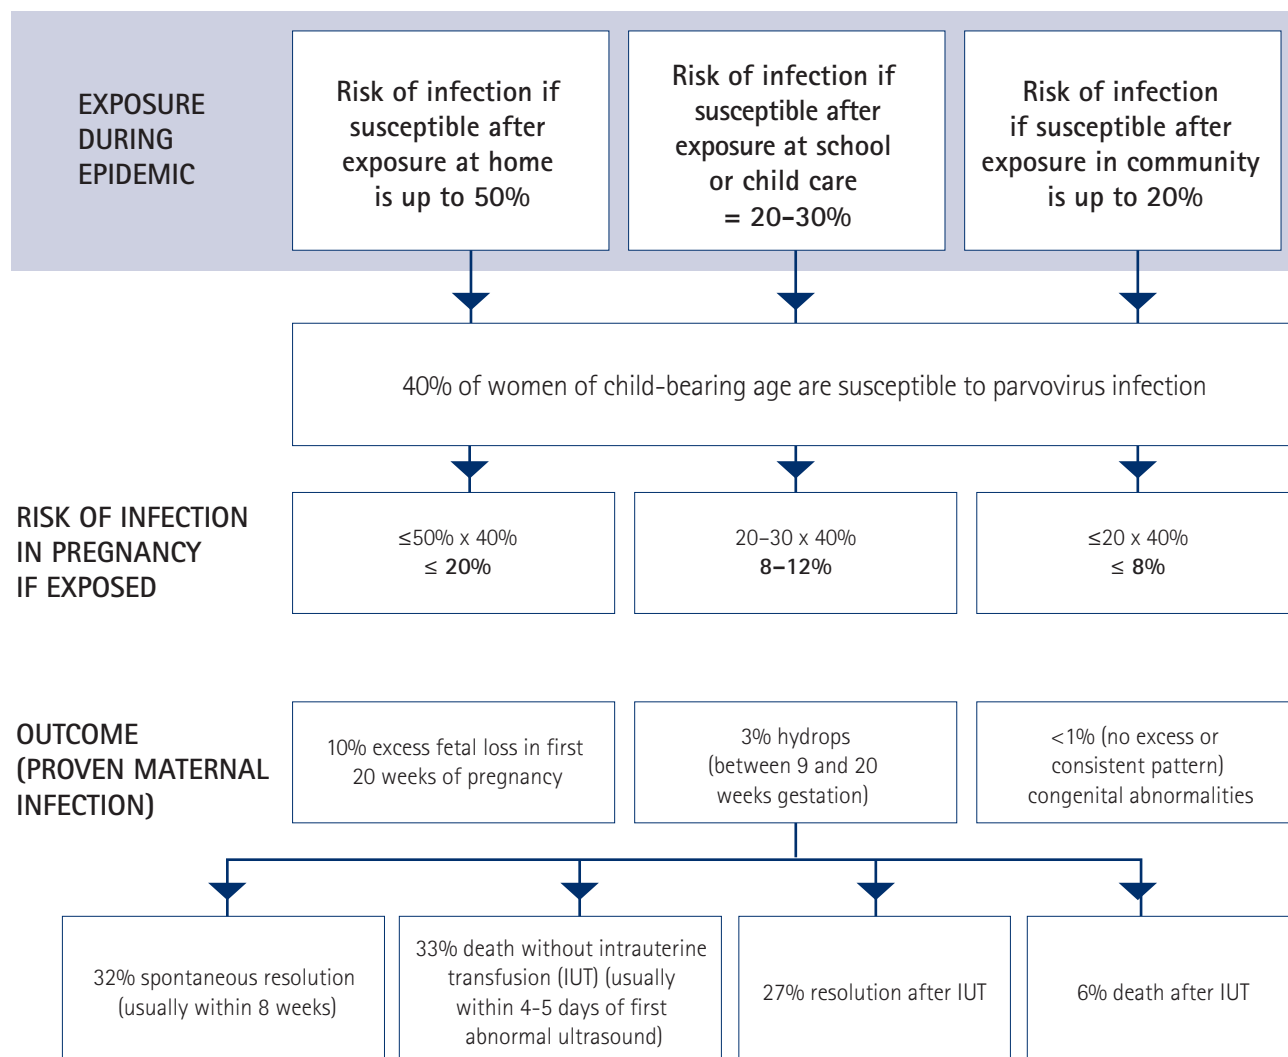 EXPOSURE
DURING
EPIDEMIC
Risk of infection if
susceptible after
exposure at home
is up to 50%
Risk of infection if
susceptible after
exposure at school
or child care
= 20–30%
Risk of infection
if susceptible after
exposure in community
is up to 20%
40% of women of child-bearing age are susceptible to parvovirus infection
RISK OF INFECTION
IN PREGNANCY
IF EXPOSED
≤50% x 40%
≤ 20%
20–30 x 40%
8–12%
≤20 x 40%
≤ 8%
OUTCOME
(PROVEN MATERNAL
INFECTION)
10% excess fetal loss in first
20 weeks of pregnancy
3% hydrops
(between 9 and 20
weeks gestation)
<1% (no excess or
consistent pattern)
congenital abnormalities
32% spontaneous resolution
(usually within 8 weeks)
33% death without intrauterine
transfusion (IUT) (usually
within 4-5 days of first
abnormal ultrasound)
27% resolution after IUT
6% death after IUT